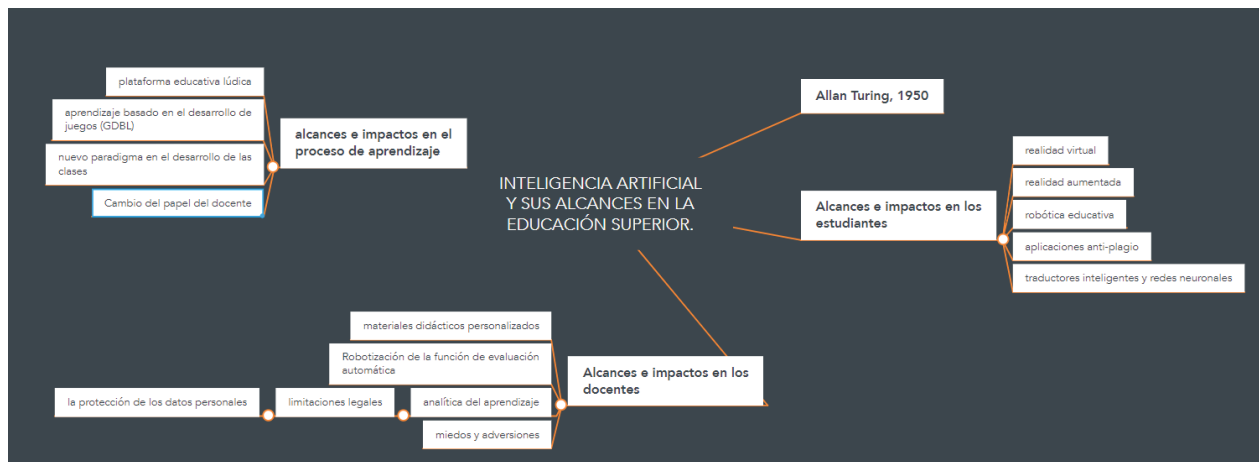 INTELIGENCIA ARTIFICIAL
Y SUS ALCANCES EN LA
EDUCACIÓN SUPERIOR.
Allan Turing, 1950
Alcances e impactos en los
estudiantes
realidad virtual
realidad aumentada
robótica educativa
aplicaciones anti-plagio
traductores inteligentes y redes neuronales
Alcances e impactos en los
docentes
materiales didácticos personalizados
Robotización de la función de evaluación
automática
analítica del aprendizaje
limitaciones legales
la protección de los datos personales
miedos y adversiones
alcances e impactos en el
proceso de aprendizaje
plataforma educativa lúdica
aprendizaje basado en el desarrollo de
juegos (GDBL)
nuevo paradigma en el desarrollo de las
clases
Cambio del papel del docente